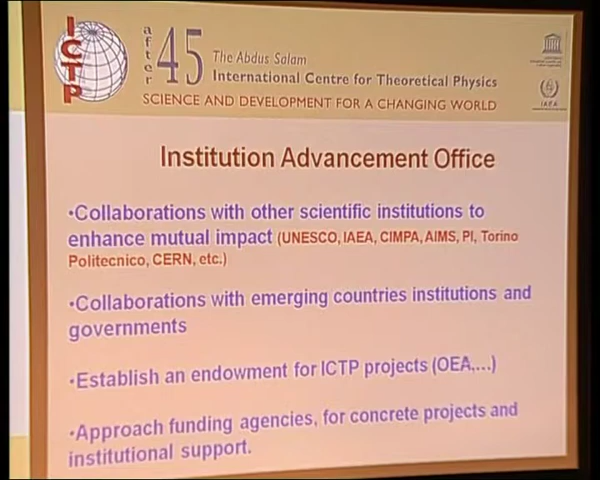 ICTP
after 45
The Abdus Salam
International Centre for Theoretical Physics
SCIENCE AND DEVELOPMENT FOR A CHANGING WORLD
IAEA
Institution Advancement Office
•Collaborations with other scientific institutions to
enhance mutual impact (UNESCO, IAEA, CIMPA, AIMS, PI, Torino
Politecnico, CERN, etc.)
•Collaborations with emerging countries institutions and
governments
•Establish an endowment for ICTP projects (OEA,...)
•Approach funding agencies, for concrete projects and
institutional support.